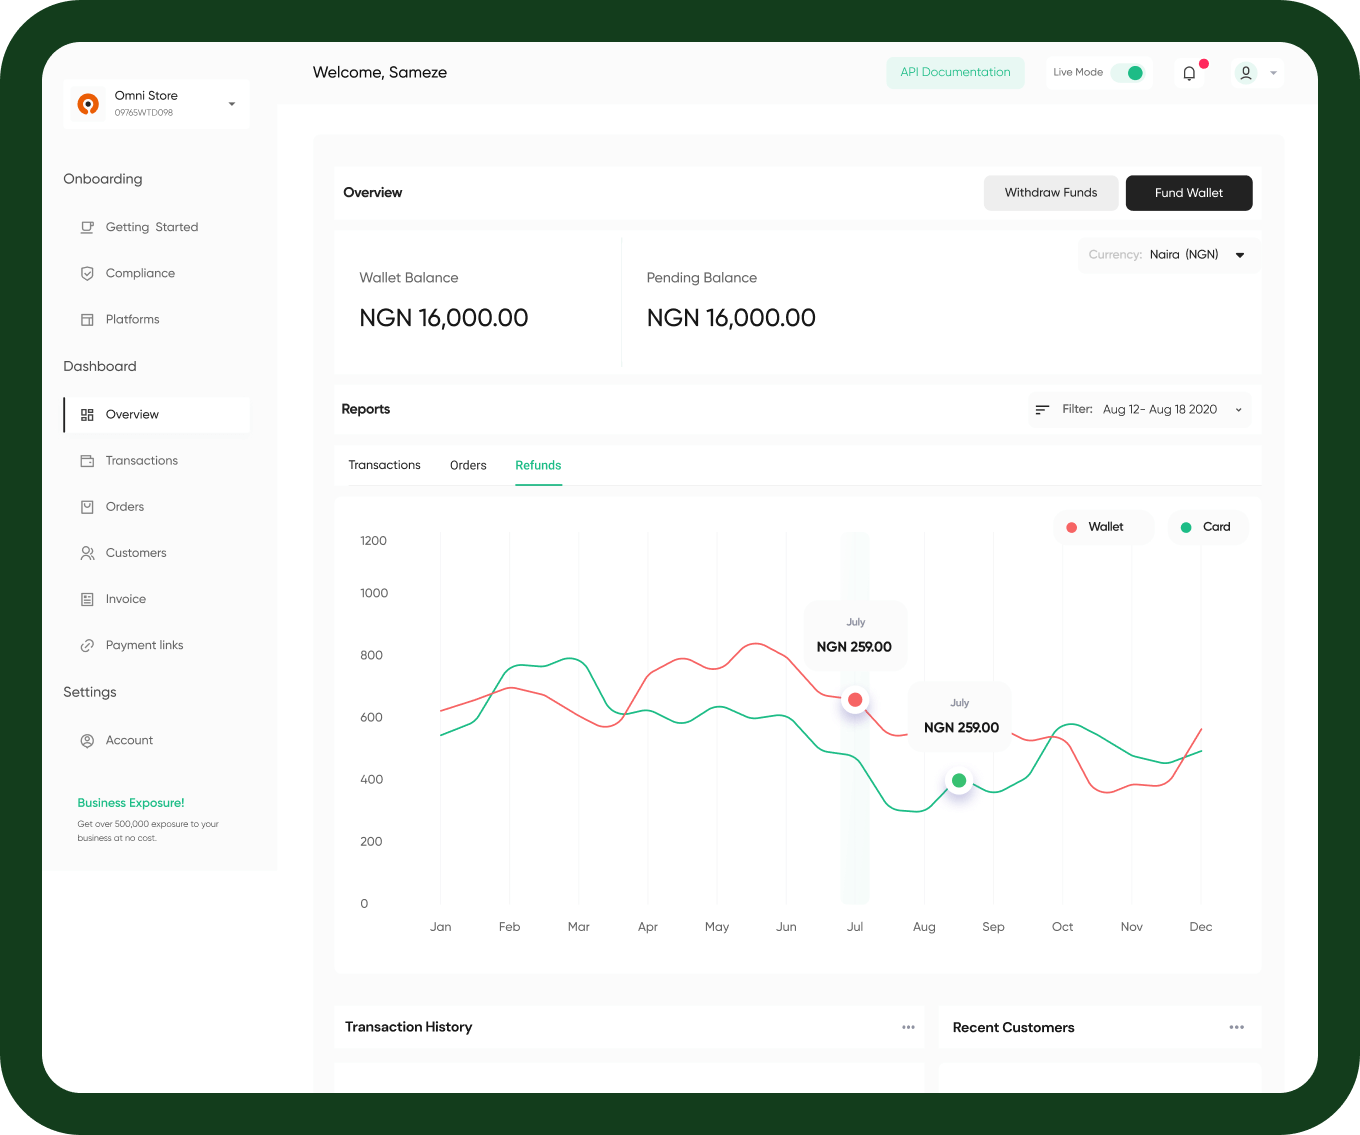 Welcome, Sameze
API Documentation
Live Mode
Omni Store
09765WTD098
Onboarding
Getting Started
Compliance
Platforms
Dashboard
Overview
Transactions
Orders
Customers
Invoice
Payment links
Settings
Account
Business Exposure!
Get over 500,000 exposure to your
business at no cost.
Overview
Withdraw Funds
Fund Wallet
Currency: Naira (NGN)
Wallet Balance
NGN 16,000.00
Pending Balance
NGN 16,000.00
Reports
Filter: Aug 12- Aug 18 2020
Transactions Orders Refunds
Wallet
Card
1200
1000
800
600
400
200
0
July
NGN 259.00
July
NGN 259.00
Jan Feb Mar Apr May Jun Jul Aug Sep Oct Nov Dec
Transaction History
Recent Customers